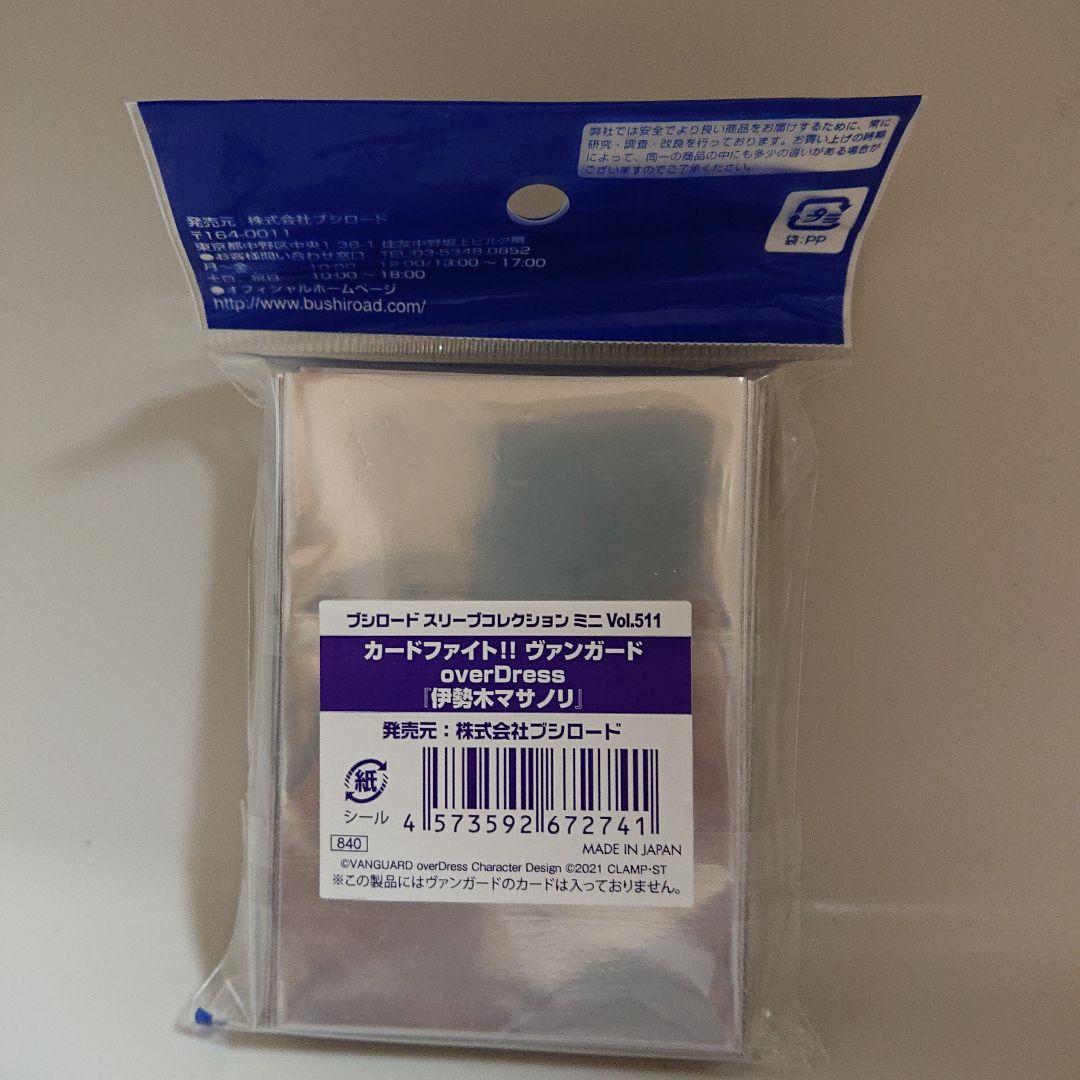 弊社では安全でより良い商品をお届けするために、常に
研究・調査・改良を行っております。お買い上げの時期
によって、同一の商品の中にも多少の違いがある場合が
ございますのでご了承ください。
袋:PP
発売元:株式会社ブシロード
〒164-0011
東京都中野区中央1-38-1 住友中野坂上ビル2階
●お客様問い合わせ窓口 TEL.03-5348-0852
月～金 10:00～12:00/13:00～17:00
土日、祝日 10:00～18:00
●オフィシャルホームページ
http://www.bushiroad.com/
ブシロード スリーブコレクション ミニ Vol.511
カードファイト!! ヴァンガード
overDress
『伊勢木マサノリ』
発売元:株式会社ブシロード
紙
シール
4 573592 672741
840
MADE IN JAPAN
©VANGUARD overDress Character Design ©2021 CLAMP・ST
※この製品にはヴァンガードのカードは入っておりません。